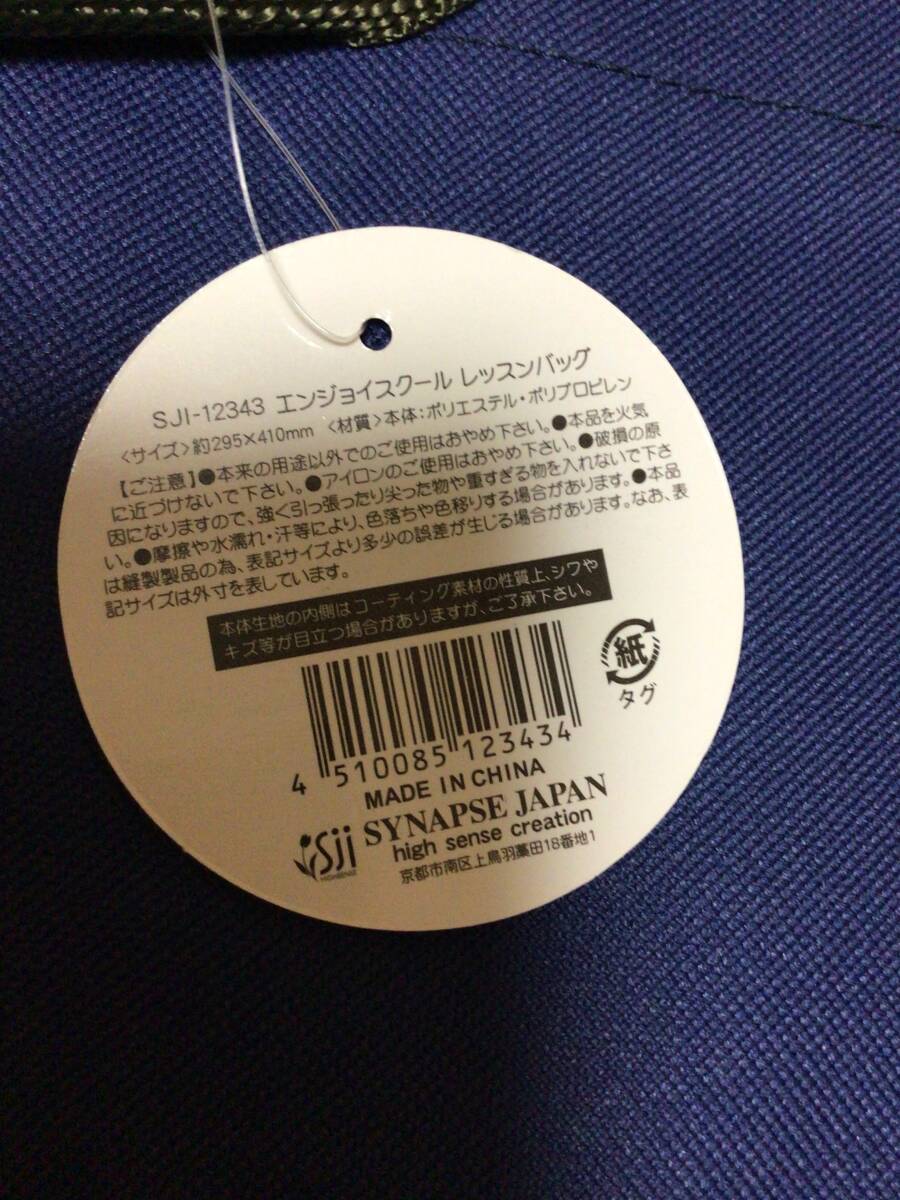 SJI-12343 エンジョイスクール レッスンバッグ
〈サイズ〉約295×410mm 〈材質〉本体:ポリエステル・ポリプロピレン
【ご注意】●本来の用途以外でのご使用はおやめ下さい。●本品を火気
に近づけないで下さい。●アイロンのご使用はおやめ下さい。●破損の原
因になりますので、強く引っ張ったり尖った物や重すぎる物を入れないで下さ
い。●摩擦や水濡れ・汗等により、色落ちや色移りする場合があります。●本品
は縫製製品の為、表記サイズより多少の誤差が生じる場合があります。なお、表
記サイズは外寸を表しています。
本体生地の内側はコーティング素材の性質上、シワや
キズ等が目立つ場合がありますが、ご了承下さい。
紙
タグ
4 510085 123434
MADE IN CHINA
Sji SYNAPSE JAPAN
HIGHSENSE
high sense creation
京都市南区上鳥羽藁田18番地1